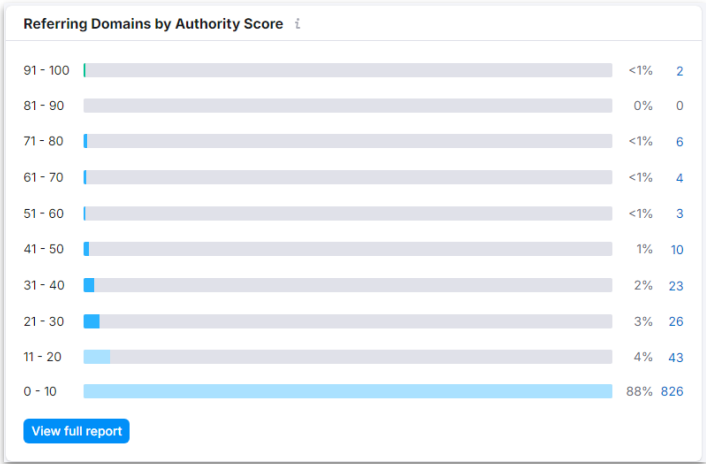 Referring Domains by Authority Score i
91 - 100 <1% 2
81 - 90 0% 0
71 - 80 <1% 6
61 - 70 <1% 4
51 - 60 <1% 3
41 - 50 1% 10
31 - 40 2% 23
21 - 30 3% 26
11 - 20 4% 43
0 - 10 88% 826
View full report